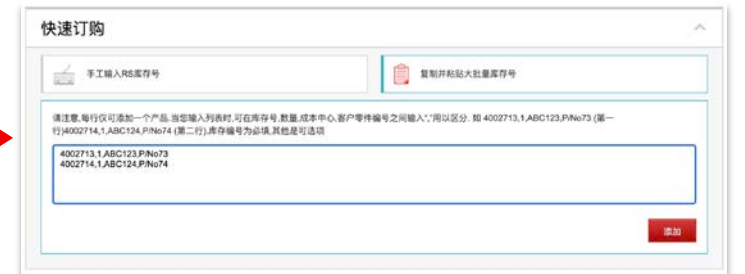 快速订购
手工输入RS库存号
复制并粘贴大批量库存号
请注意,每行仅可添加一个产品.当您输入列表时,可在库存号,数量,成本中心,客户零件编号之间输入","用以区分. 如 4002713,1,ABC123,P/No73 (第一
行)4002714,1,ABC124,P/No74 (第二行),库存编号为必填,其他是可选项
4002713,1,ABC123,P/No73
4002714,1,ABC124,P/No74
添加